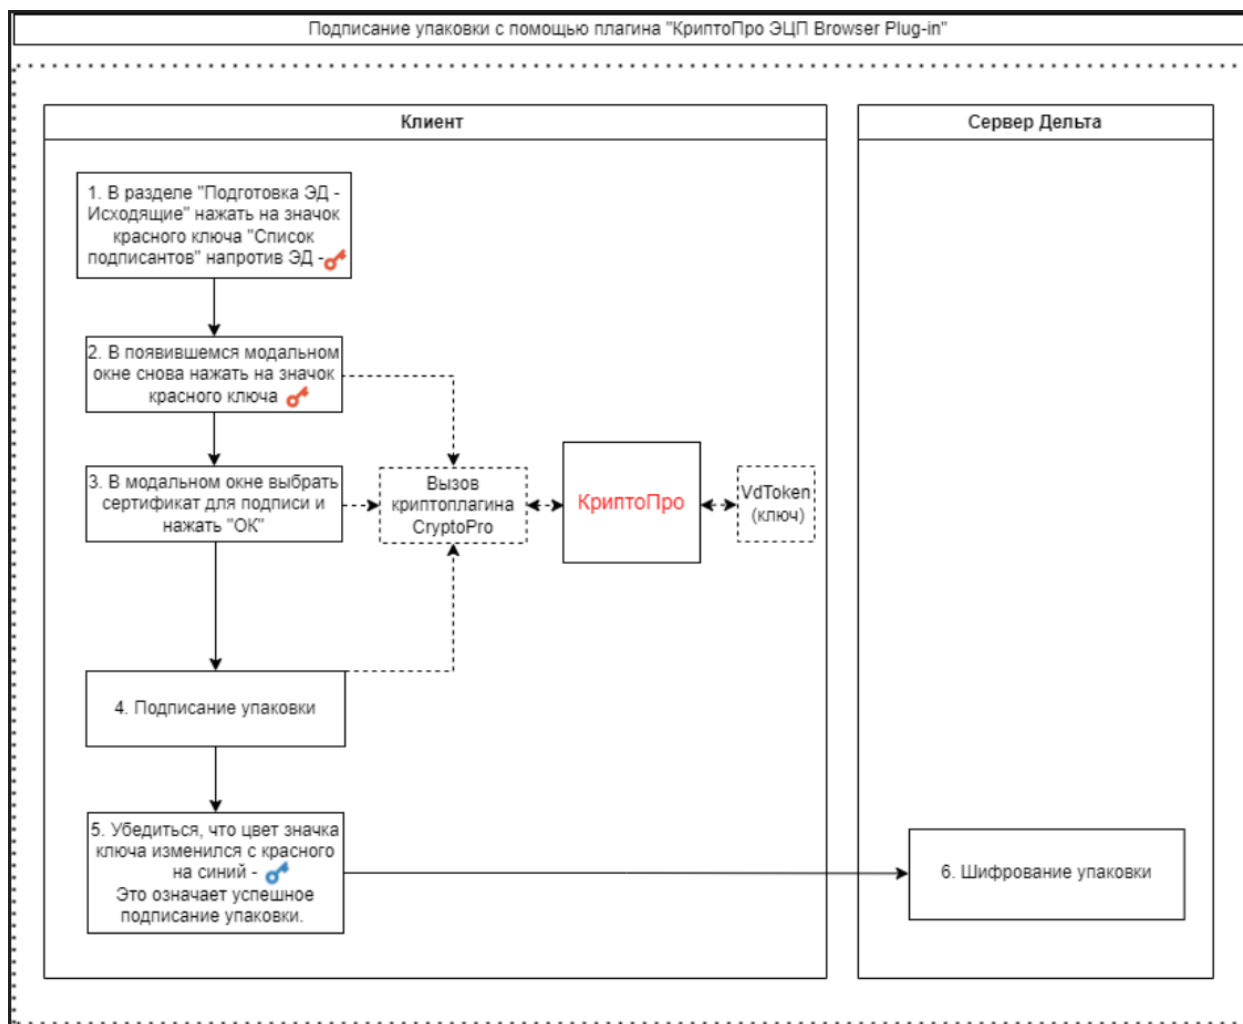 Подписание упаковки с помощью плагина "КриптоПро ЭЦП Browser Plug-in"
Клиент
Сервер Дельта
1. В разделе "Подготовка ЭД -
Исходящие" нажать на значок
красного ключа "Список
подписантов" напротив ЭД -
2. В появившемся модальном
окне снова нажать на значок
красного ключа
3. В модальном окне выбрать
сертификат для подписи и
нажать "ОК"
Вызов
криптоплагина
CryptoPro
КриптоПро
VdToken
(ключ)
4. Подписание упаковки
5. Убедиться, что цвет значка
ключа изменился с красного
на синий -
Это означает успешное
подписание упаковки.
6. Шифрование упаковки